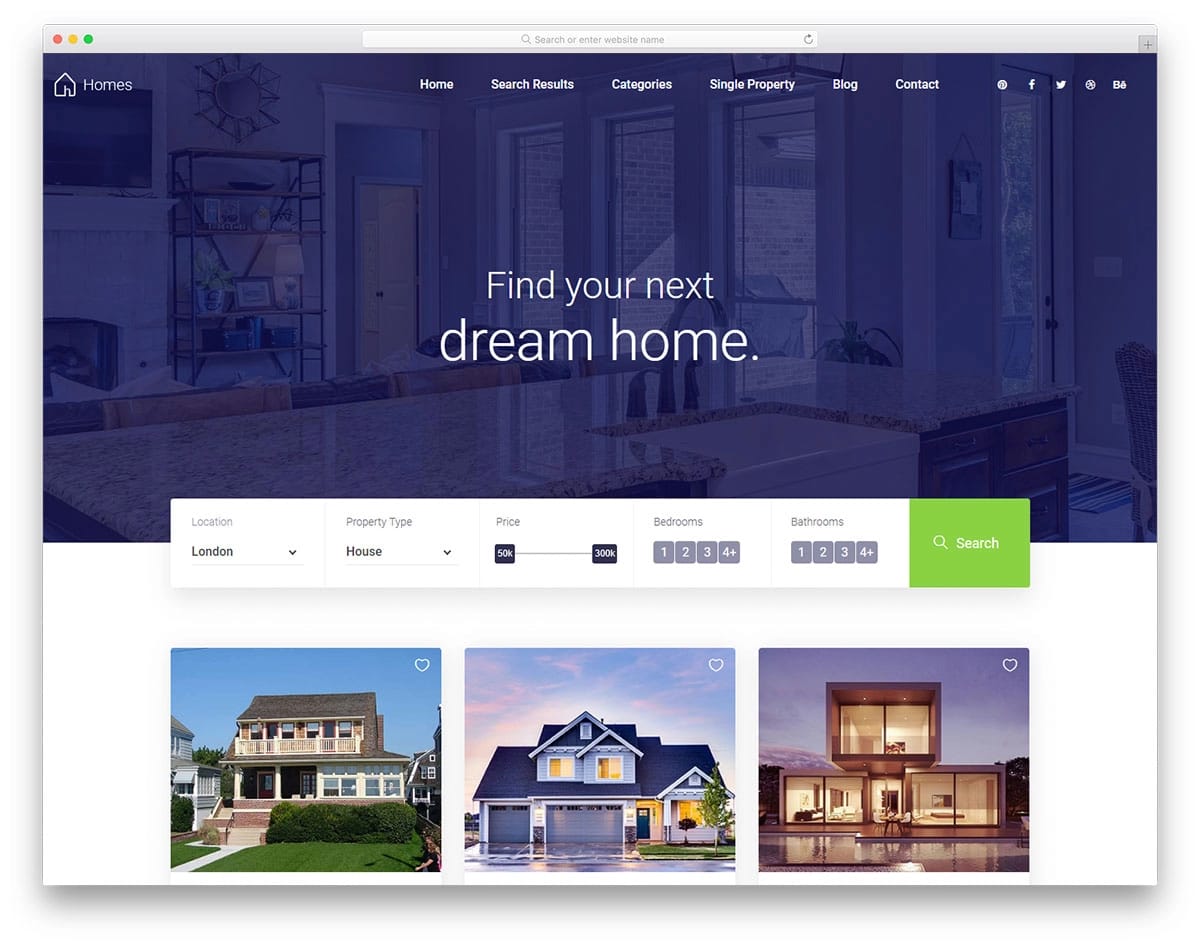 Search or enter website name
Homes
Home Search Results Categories Single Property Blog Contact
Bē
Find your next
dream home.
Location Property Type Price Bedrooms Bathrooms
London House 50k 300k 1 2 3 4+ 1 2 3 4+
Search